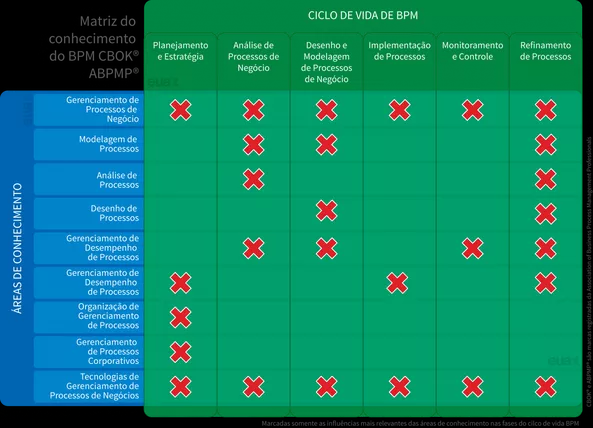 Matriz do
conhecimento
do BPM CBOK®
ABPMP®
CICLO DE VIDA DE BPM
Planejamento
e Estratégia
Análise de
Processos de
Negócio
Desenho e
Modelagem
de Processos
de Negócio
Implementação
de Processos
Monitoramento
e Controle
Refinamento
de Processos
ÁREAS DE CONHECIMENTO
Gerenciamento de
Processos de
Negócio
Modelagem de
Processos
Análise de
Processos
Desenho de
Processos
Gerenciamento de
Desempenho
de Processos
Gerenciamento de
Desempenho
de Processos
Organização de
Gerenciamento
de Processos
Gerenciamento
de Processos
Corporativos
Tecnologias de
Gerenciamento de
Processos de Negócios
Marcadas somente as influências mais relevantes das áreas de conhecimento nas fases do cilco de vida BPM
CBOK® e ABPMP® são marcas registradas da Association of Business Process Management Professionals